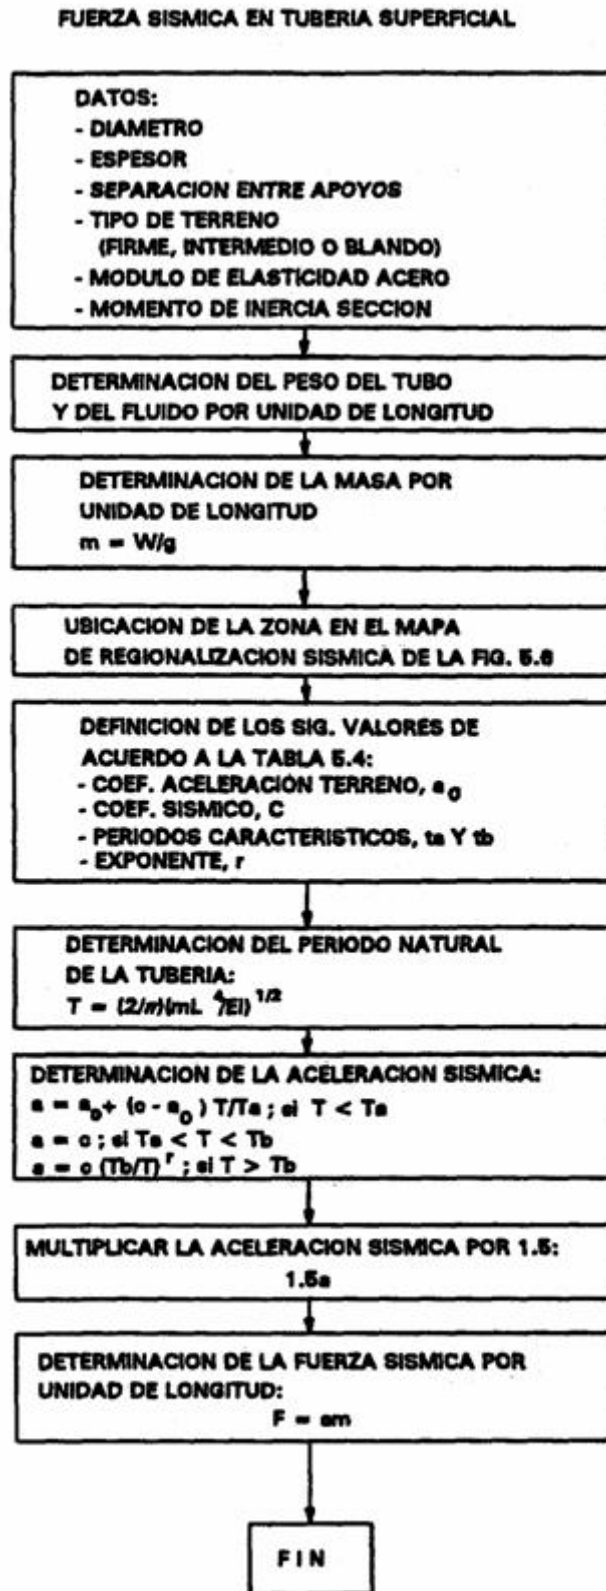 FUERZA SISMICA EN TUBERIA SUPERFICIAL
DATOS:
- DIAMETRO
- ESPESOR
- SEPARACION ENTRE APOYOS
- TIPO DE TERRENO
(FIRME, INTERMEDIO O BLANDO)
- MODULO DE ELASTICIDAD ACERO
- MOMENTO DE INERCIA SECCION
DETERMINACION DEL PESO DEL TUBO
Y DEL FLUIDO POR UNIDAD DE LONGITUD
DETERMINACION DE LA MASA POR
UNIDAD DE LONGITUD
m = W/g
UBICACION DE LA ZONA EN EL MAPA
DE REGIONALIZACION SISMICA DE LA FIG. 5.6
DEFINICION DE LOS SIG. VALORES DE
ACUERDO A LA TABLA 5.4:
- COEF. ACELERACION TERRENO, a₀
- COEF. SISMICO, C
- PERIODOS CARACTERISTICOS, ta Y tb
- EXPONENTE, r
DETERMINACION DEL PERIODO NATURAL
DE LA TUBERIA:
T = (2/π)(mL ⁴/EI) ^1/2
DETERMINACION DE LA ACELERACION SISMICA:
a = a₀ + (c - a₀ ) T/Ta ; si T < Ta
a = c ; si Ta < T < Tb
a = c (Tb/T) ^r ; si T > Tb
MULTIPLICAR LA ACELERACION SISMICA POR 1.5:
1.5a
DETERMINACION DE LA FUERZA SISMICA POR
UNIDAD DE LONGITUD:
F = am
FIN